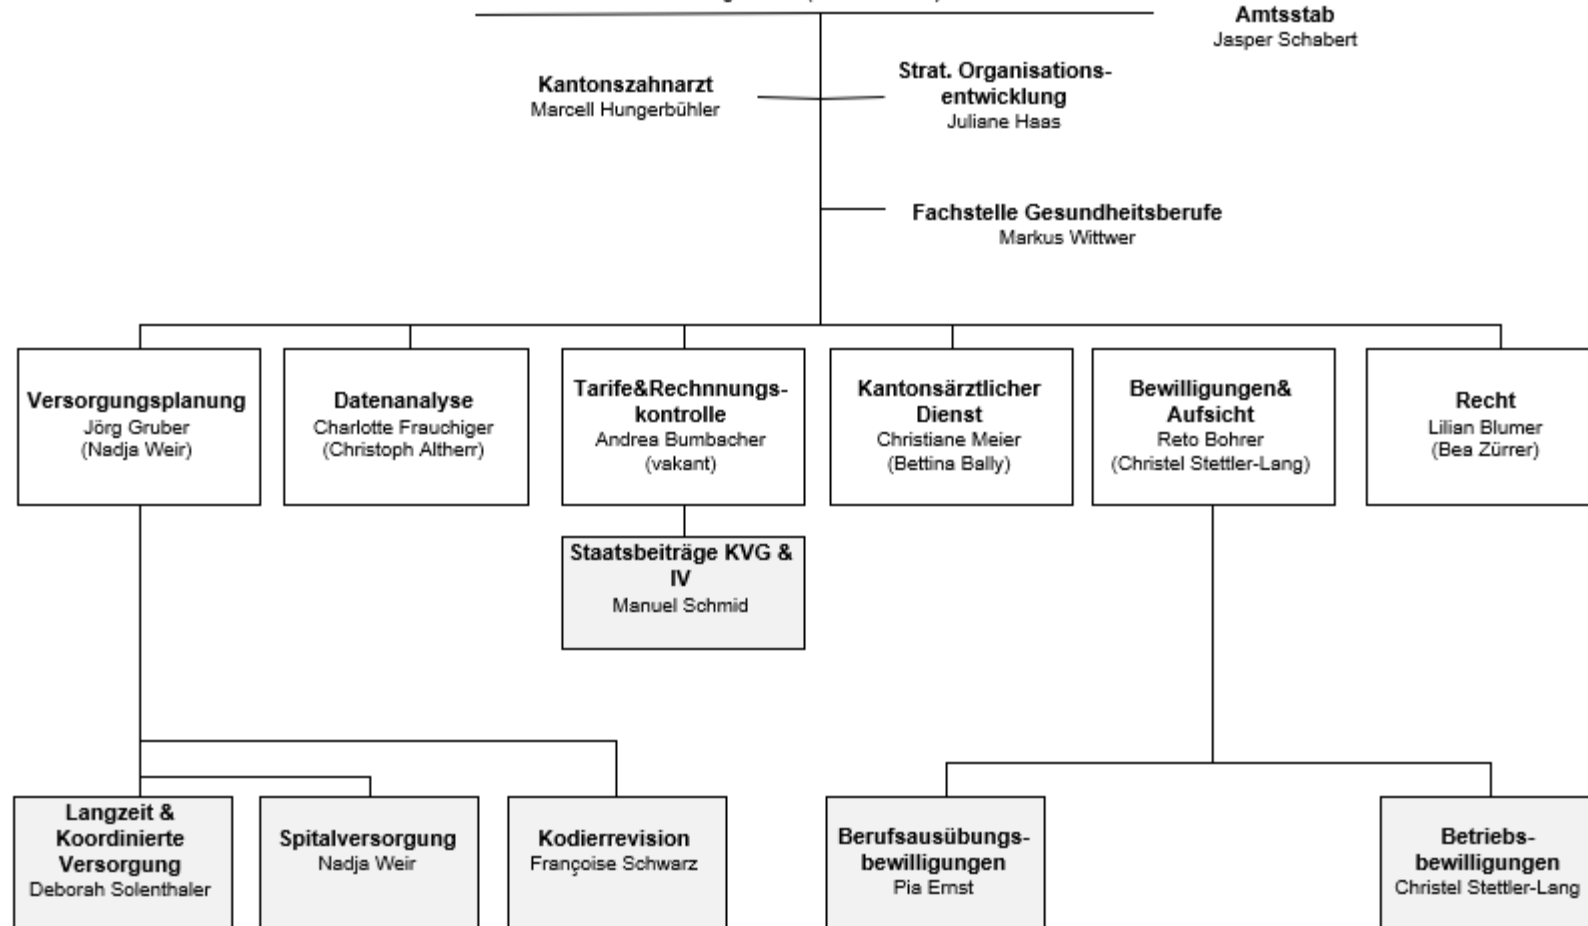 Amtsstab
Jasper Schabert
Kantonszahnarzt
Marcell Hungerbühler
Strat. Organisations-
entwicklung
Juliane Haas
Fachstelle Gesundheitsberufe
Markus Wittwer
Versorgungsplanung
Jörg Gruber
(Nadja Weir)
Datenanalyse
Charlotte Frauchiger
(Christoph Altherr)
Tarife&Rechnnungs-
kontrolle
Andrea Bumbacher
(vakant)
Kantonsärztlicher
Dienst
Christiane Meier
(Bettina Bally)
Bewilligungen&
Aufsicht
Reto Bohrer
(Christel Stettler-Lang)
Recht
Lilian Blumer
(Bea Zürrer)
Staatsbeiträge KVG &
IV
Manuel Schmid
Langzeit &
Koordinierte
Versorgung
Deborah Solenthaler
Spitalversorgung
Nadja Weir
Kodierrevision
Françoise Schwarz
Berufsausübungs-
bewilligungen
Pia Ernst
Betriebs-
bewilligungen
Christel Stettler-Lang